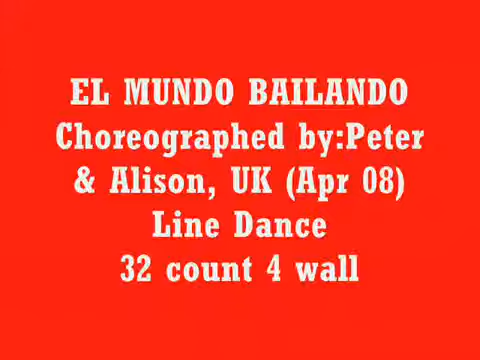 EL MUNDO BAILANDO
Choreographed by:Peter
& Alison, UK (Apr 08)
Line Dance
32 count 4 wall